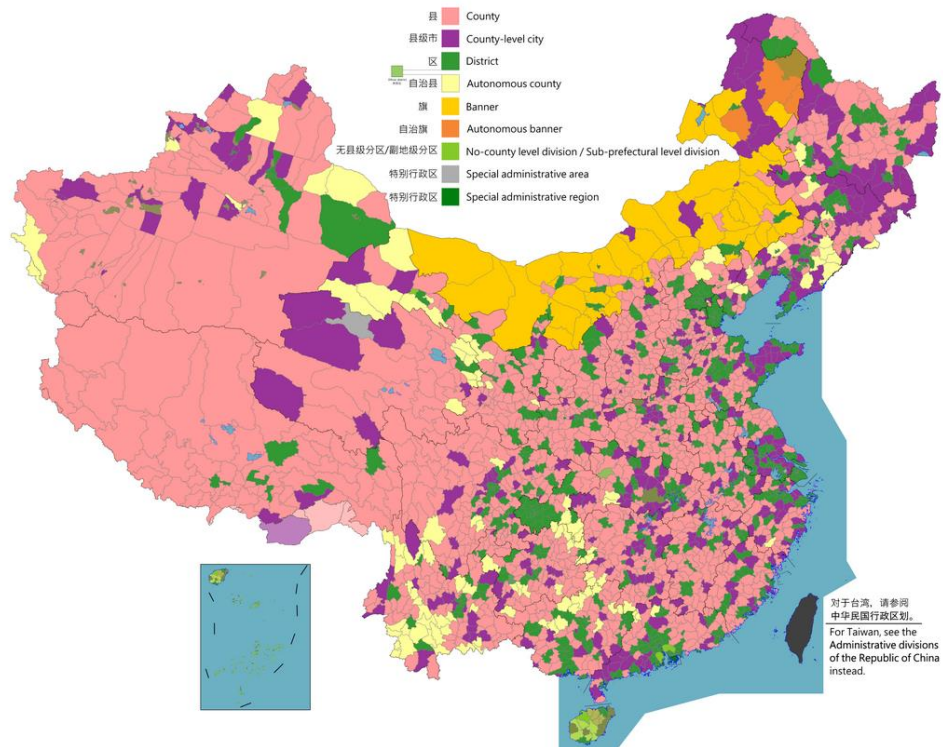 县 County
县级市 County-level city
区 District
自治县 Autonomous county
旗 Banner
自治旗 Autonomous banner
无县级分区/副地级分区 No-county level division / Sub-prefectural level division
特别行政区 Special administrative area
特别行政区 Special administrative region
对于台湾，请参阅
中华民国行政区划。
For Taiwan, see the
Administrative divisions
of the Republic of China
instead.